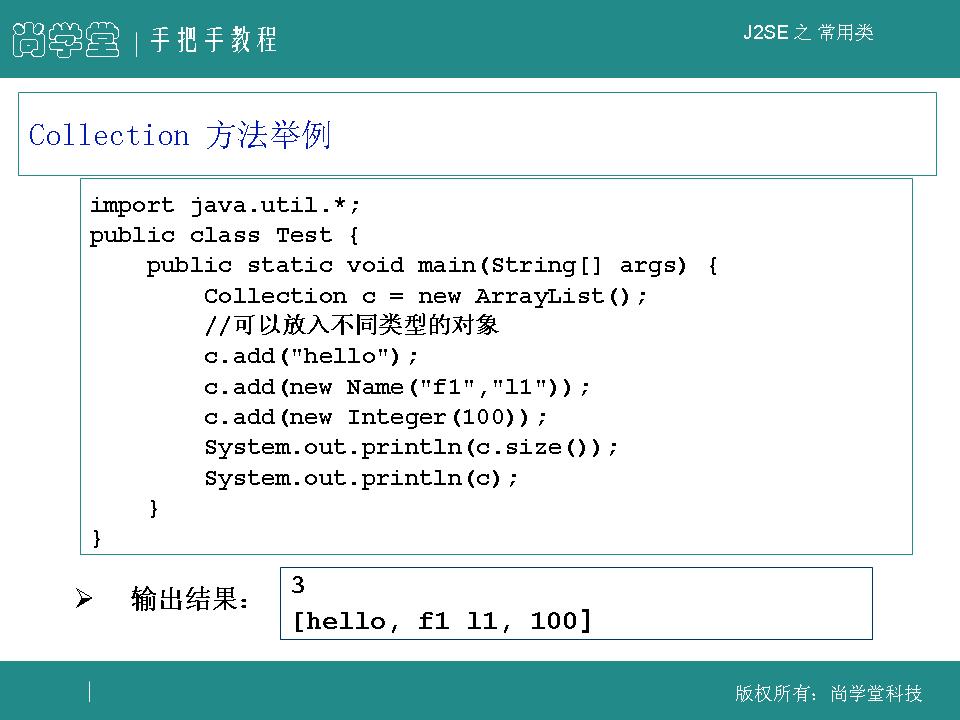 尚学堂 | 手把手教程
J2SE 之 常用类
Collection 方法举例
import java.util.*;
public class Test {
    public static void main(String[] args) {
        Collection c = new ArrayList();
        //可以放入不同类型的对象
        c.add("hello");
        c.add(new Name("f1","l1"));
        c.add(new Integer(100));
        System.out.println(c.size());
        System.out.println(c);
    }
}
➢ 输出结果：
3
[hello, f1 l1, 100]
版权所有：尚学堂科技